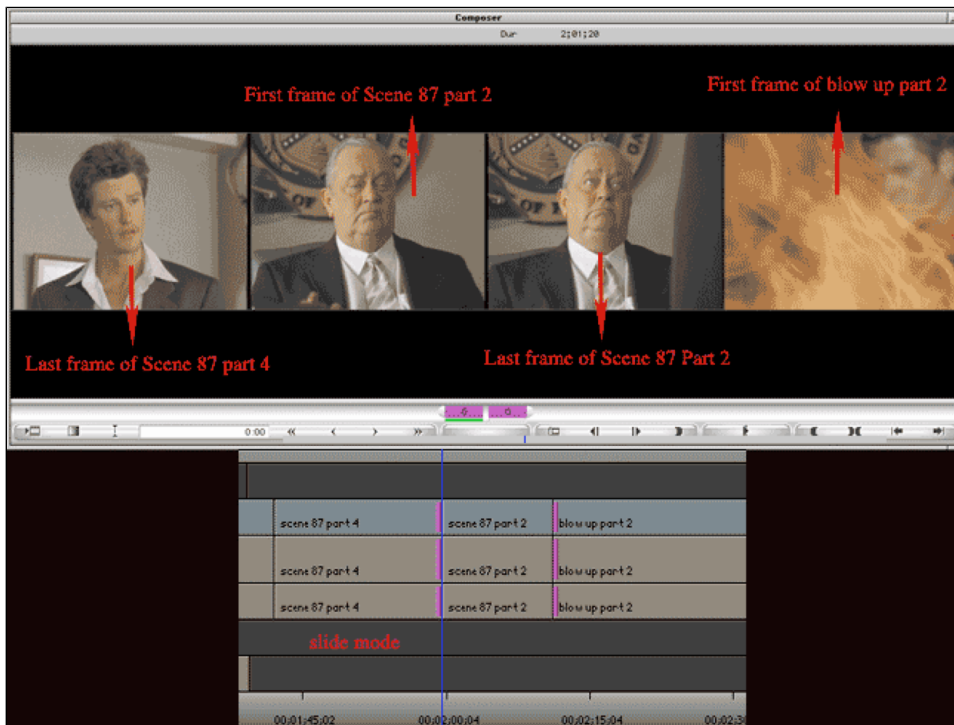 Composer
Dur 2;01;20
First frame of Scene 87 part 2
First frame of blow up part 2
Last frame of Scene 87 part 4
Last frame of Scene 87 Part 2
0:00
scene 87 part 4 scene 87 part 2 blow up part 2
scene 87 part 4 scene 87 part 2 blow up part 2
scene 87 part 4 scene 87 part 2 blow up part 2
slide mode
00;01;45;02 00;02;00;04 00;02;15;04